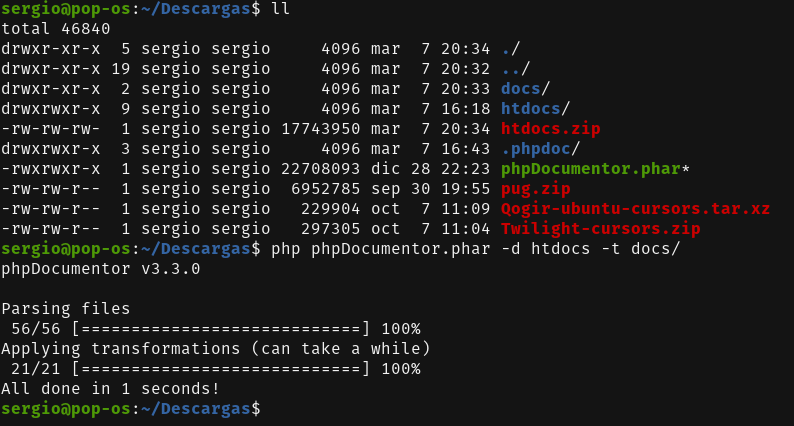 sergio@pop-os:~/Descargas$ ll
total 46840
drwxr-xr-x  5 sergio sergio     4096 mar  7 20:34 ./
drwxr-xr-x 19 sergio sergio     4096 mar  7 20:32 ../
drwxr-xr-x  2 sergio sergio     4096 mar  7 20:33 docs/
drwxrwxrwx  9 sergio sergio     4096 mar  7 16:18 htdocs/
-rw-rw-rw-  1 sergio sergio 17743950 mar  7 20:34 htdocs.zip
drwxrwxr-x  3 sergio sergio     4096 mar  7 16:43 .phpdoc/
-rwxrwxr-x  1 sergio sergio 22708093 dic 28 22:23 phpDocumentor.phar*
-rw-rw-r--  1 sergio sergio  6952785 sep 30 19:55 pug.zip
-rw-rw-r--  1 sergio sergio   229904 oct  7 11:09 Qogir-ubuntu-cursors.tar.xz
-rw-rw-r--  1 sergio sergio   297305 oct  7 11:04 Twilight-cursors.zip
sergio@pop-os:~/Descargas$ php phpDocumentor.phar -d htdocs -t docs/
phpDocumentor v3.3.0

Parsing files
 56/56 [============================] 100%
Applying transformations (can take a while)
 21/21 [============================] 100%
All done in 1 seconds!
sergio@pop-os:~/Descargas$